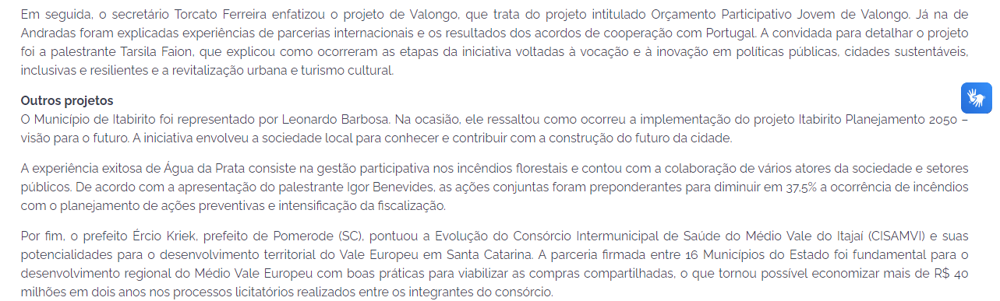 Em seguida, o secretário Torcato Ferreira enfatizou o projeto de Valongo, que trata do projeto intitulado Orçamento Participativo Jovem de Valongo. Já na de
Andradas foram explicadas experiências de parcerias internacionais e os resultados dos acordos de cooperação com Portugal. A convidada para detalhar o projeto
foi a palestrante Tarsila Faion, que explicou como ocorreram as etapas da iniciativa voltadas à vocação e à inovação em políticas públicas, cidades sustentáveis,
inclusivas e resilientes e a revitalização urbana e turismo cultural.
Outros projetos
O Município de Itabirito foi representado por Leonardo Barbosa. Na ocasião, ele ressaltou como ocorreu a implementação do projeto Itabirito Planejamento 2050 –
visão para o futuro. A iniciativa envolveu a sociedade local para conhecer e contribuir com a construção do futuro da cidade.
A experiência exitosa de Água da Prata consiste na gestão participativa nos incêndios florestais e contou com a colaboração de vários atores da sociedade e setores
públicos. De acordo com a apresentação do palestrante Igor Benevides, as ações conjuntas foram preponderantes para diminuir em 37,5% a ocorrência de incêndios
com o planejamento de ações preventivas e intensificação da fiscalização.
Por fim, o prefeito Ércio Kriek, prefeito de Pomerode (SC), pontuou a Evolução do Consórcio Intermunicipal de Saúde do Médio Vale do Itajaí (CISAMVI) e suas
potencialidades para o desenvolvimento territorial do Vale Europeu em Santa Catarina. A parceria firmada entre 16 Municípios do Estado foi fundamental para o
desenvolvimento regional do Médio Vale Europeu com boas práticas para viabilizar as compras compartilhadas, o que tornou possível economizar mais de R$ 40
milhões em dois anos nos processos licitatórios realizados entre os integrantes do consórcio.